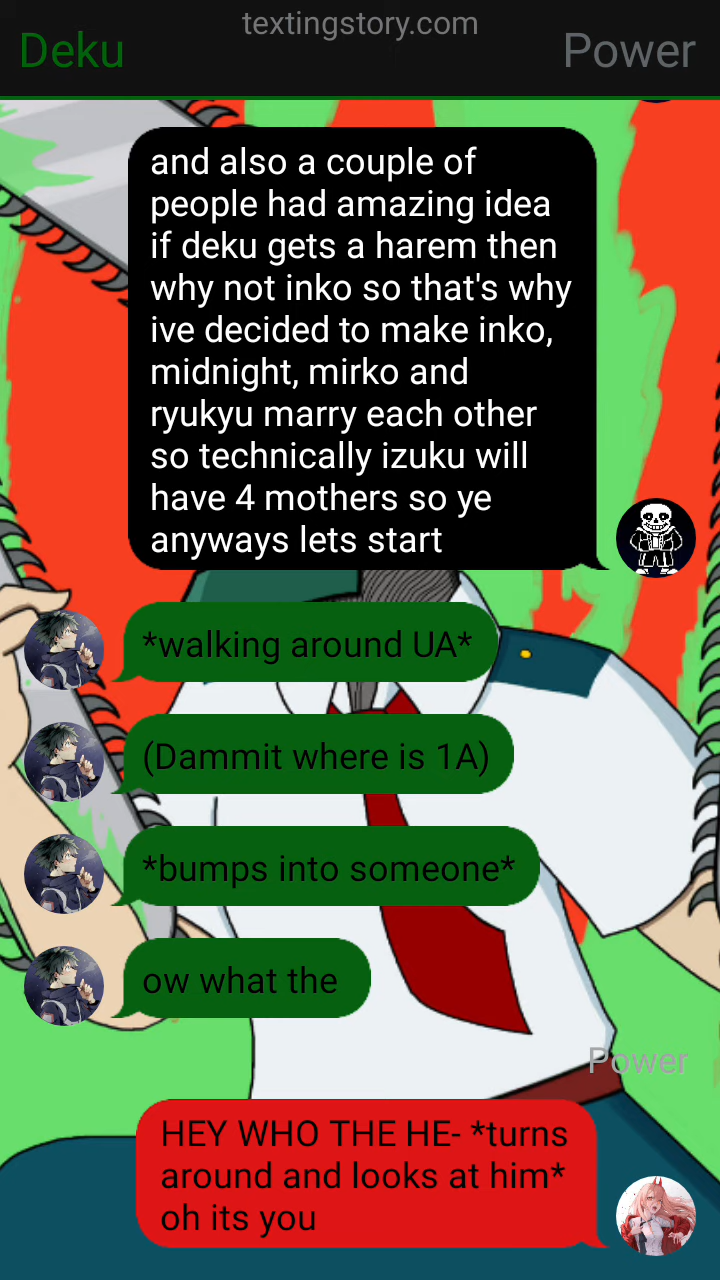 textingstory.com
Deku
Power
and also a couple of
people had amazing idea
if deku gets a harem then
why not inko so that's why
ive decided to make inko,
midnight, mirko and
ryukyu marry each other
so technically izuku will
have 4 mothers so ye
anyways lets start
*walking around UA*
(Dammit where is 1A)
*bumps into someone*
ow what the
Power
HEY WHO THE HE- *turns
around and looks at him*
oh its you